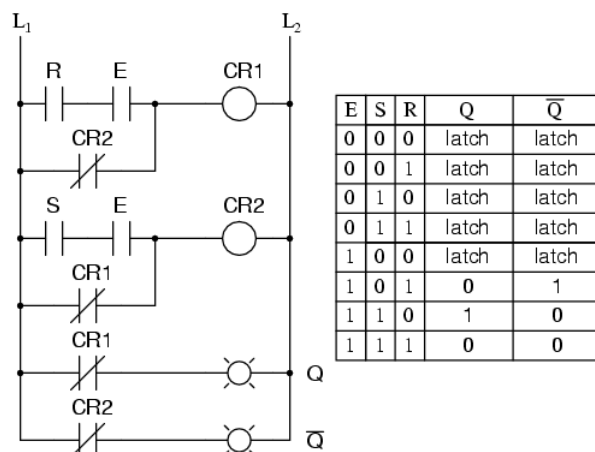 L1 L2
R E CR1
CR2
S E CR2
CR1
CR1
Q
CR2
Q̅
E S R Q Q̅
0 0 0 latch latch
0 0 1 latch latch
0 1 0 latch latch
0 1 1 latch latch
1 0 0 latch latch
1 0 1 0 1
1 1 0 1 0
1 1 1 0 0